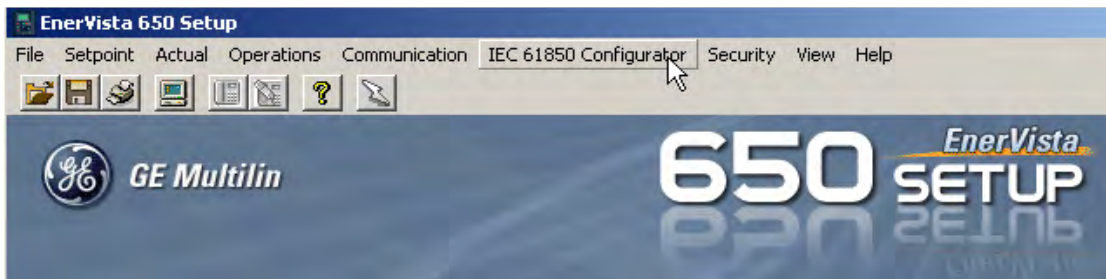 EnerVista 650 Setup
File Setpoint Actual Operations Communication IEC 61850 Configurator Security View Help
GE GE Multilin
650 EnerVista
SETUP